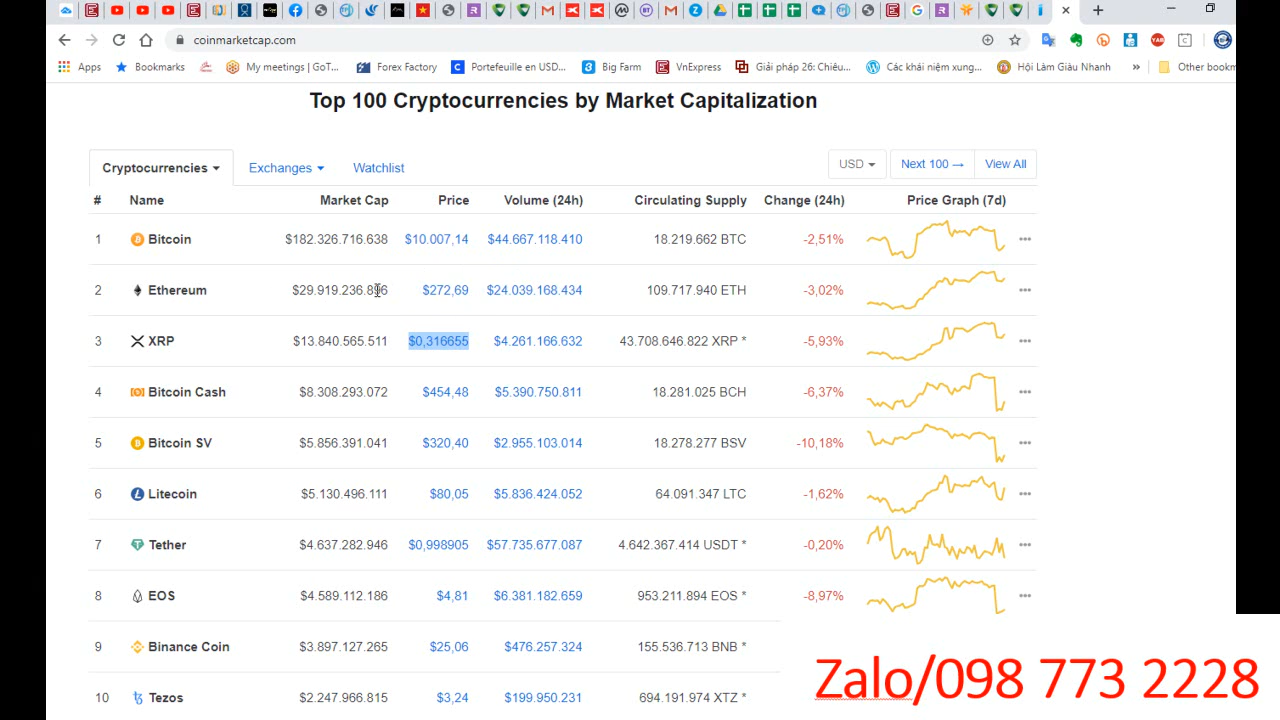 coinmarketcap.com
Apps Bookmarks My meetings | GoT... Forex Factory Portefeuille en USD... Big Farm VnExpress Giải pháp 26: Chiêu... Các khái niệm xung... Hội Làm Giàu Nhanh » Other bookm
Top 100 Cryptocurrencies by Market Capitalization
Cryptocurrencies Exchanges Watchlist USD Next 100 → View All
# Name Market Cap Price Volume (24h) Circulating Supply Change (24h) Price Graph (7d)
1 Bitcoin $182.326.716.638 $10.007,14 $44.667.118.410 18.219.662 BTC -2,51%
2 Ethereum $29.919.236.896 $272,69 $24.039.168.434 109.717.940 ETH -3,02%
3 XRP $13.840.565.511 $0,316655 $4.261.166.632 43.708.646.822 XRP * -5,93%
4 Bitcoin Cash $8.308.293.072 $454,48 $5.390.750.811 18.281.025 BCH -6,37%
5 Bitcoin SV $5.856.391.041 $320,40 $2.955.103.014 18.278.277 BSV -10,18%
6 Litecoin $5.130.496.111 $80,05 $5.836.424.052 64.091.347 LTC -1,62%
7 Tether $4.637.282.946 $0,998905 $57.735.677.087 4.642.367.414 USDT * -0,20%
8 EOS $4.589.112.186 $4,81 $6.381.182.659 953.211.894 EOS * -8,97%
9 Binance Coin $3.897.127.265 $25,06 $476.257.324 155.536.713 BNB *
10 Tezos $2.247.966.815 $3,24 $199.950.231 694.191.974 XTZ *
Zalo/098 773 2228